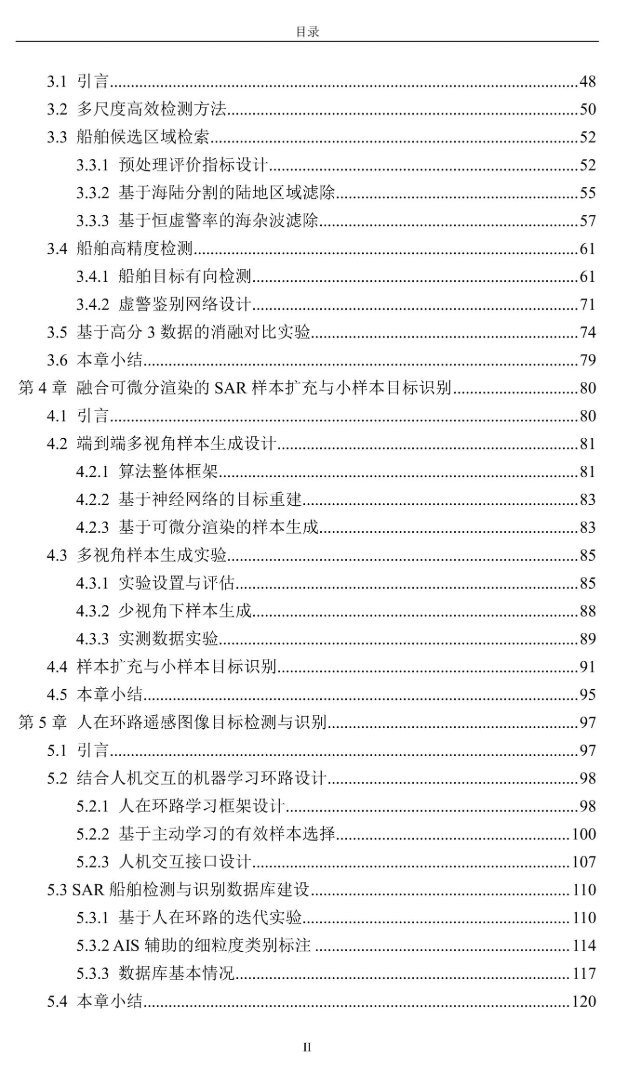 目录
3.1 引言........48
3.2 多尺度高效检测方法........50
3.3 船舶候选区域检索........52
3.3.1 预处理评价指标设计........52
3.3.2 基于海陆分割的陆地区域滤除........55
3.3.3 基于恒虚警率的海杂波滤除........57
3.4 船舶高精度检测........61
3.4.1 船舶目标有向检测........61
3.4.2 虚警鉴别网络设计........71
3.5 基于高分 3 数据的消融对比实验........74
3.6 本章小结........79
第 4 章 融合可微分渲染的 SAR 样本扩充与小样本目标识别........80
4.1 引言........80
4.2 端到端多视角样本生成设计........81
4.2.1 算法整体框架........81
4.2.2 基于神经网络的目标重建........83
4.2.3 基于可微分渲染的样本生成........83
4.3 多视角样本生成实验........85
4.3.1 实验设置与评估........85
4.3.2 少视角下样本生成........88
4.3.3 实测数据实验........89
4.4 样本扩充与小样本目标识别........91
4.5 本章小结........95
第 5 章 人在环路遥感图像目标检测与识别........97
5.1 引言........97
5.2 结合人机交互的机器学习环路设计........98
5.2.1 人在环路学习框架设计........98
5.2.2 基于主动学习的有效样本选择........100
5.2.3 人机交互接口设计........107
5.3 SAR 船舶检测与识别数据库建设........110
5.3.1 基于人在环路的迭代实验........110
5.3.2 AIS 辅助的细粒度类别标注........114
5.3.3 数据库基本情况........117
5.4 本章小结........120
II